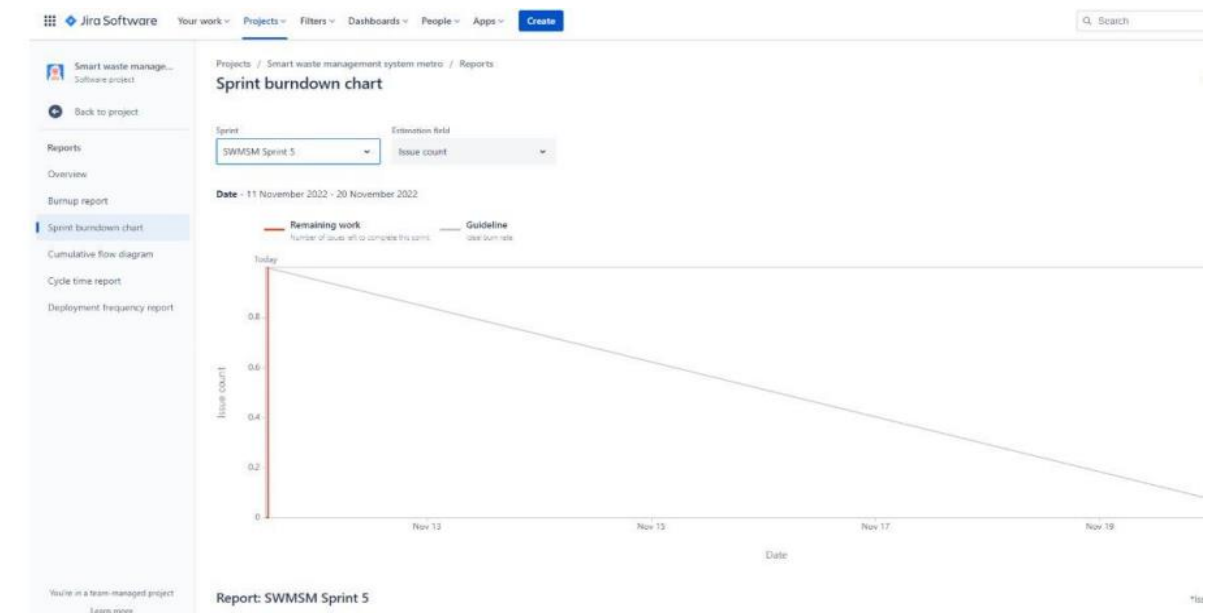 Jira Software Your work Projects Filters Dashboards People Apps Create Search
Smart waste manage...
Software project
Back to project
Reports
Overview
Burnup report
Sprint burndown chart
Cumulative flow diagram
Cycle time report
Deployment frequency report
You're in a team-managed project
Learn more
Projects / Smart waste management system metro / Reports
Sprint burndown chart
Sprint Estimation field
SWMSM Sprint 5 Issue count
Date - 11 November 2022 - 20 November 2022
Remaining work Guideline
Number of issues left to complete this sprint Ideal burn rate
Today
0.8
0.6
0.4
0.2
0
Issue count
Nov 13 Nov 15 Nov 17 Nov 19
Date
Report: SWMSM Sprint 5